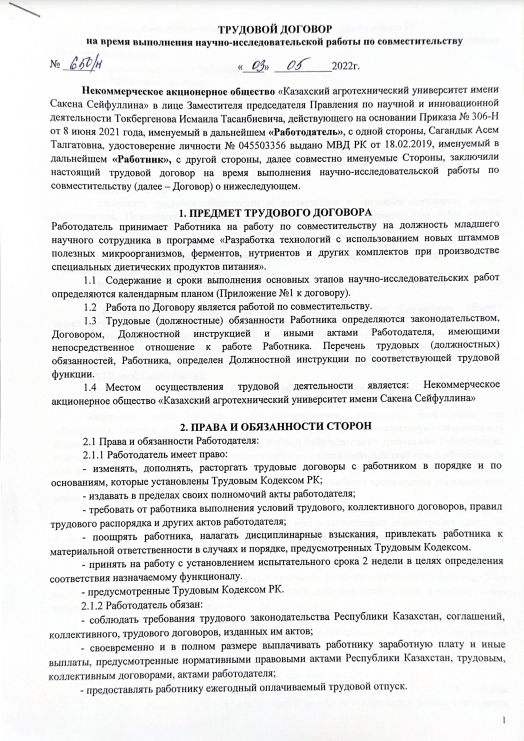 ТРУДОВОЙ ДОГОВОР
на время выполнения научно-исследовательской работы по совместительству
№ 650/н «03» 05 2022г.
Некоммерческое акционерное общество «Казахский агротехнический университет имени
Сакена Сейфуллина» в лице Заместителя председателя Правления по научной и инновационной
деятельности Токбергенова Исмаила Тасанбиевича, действующего на основании Приказа № 306-Н
от 8 июня 2021 года, именуемый в дальнейшем «Работодатель», с одной стороны, Сагандык Асем
Талгатовна, удостоверение личности № 045503356 выдано МВД РК от 18.02.2019, именуемый в
дальнейшем «Работник», с другой стороны, далее совместно именуемые Стороны, заключили
настоящий трудовой договор на время выполнения научно-исследовательской работы по
совместительству (далее – Договор) о нижеследующем.
1. ПРЕДМЕТ ТРУДОВОГО ДОГОВОРА
Работодатель принимает Работника на работу по совместительству на должность младшего
научного сотрудника в программе «Разработка технологий с использованием новых штаммов
полезных микроорганизмов, ферментов, нутриентов и других комплектов при производстве
специальных диетических продуктов питания».
1.1 Содержание и сроки выполнения основных этапов научно-исследовательских работ
определяются календарным планом (Приложение №1 к договору).
1.2 Работа по Договору является работой по совместительству.
1.3 Трудовые (должностные) обязанности Работника определяются законодательством,
Договором, Должностной инструкцией и иными актами Работодателя, имеющими
непосредственное отношение к работе Работника. Перечень трудовых (должностных)
обязанностей, Работника, определен Должностной инструкции по соответствующей трудовой
функции.
1.4 Местом осуществления трудовой деятельности является: Некоммерческое
акционерное общество «Казахский агротехнический университет имени Сакена Сейфуллина»
2. ПРАВА И ОБЯЗАННОСТИ СТОРОН
2.1 Права и обязанности Работодателя:
2.1.1 Работодатель имеет право:
- изменять, дополнять, расторгать трудовые договоры с работником в порядке и по
основаниям, которые установлены Трудовым Кодексом РК;
- издавать в пределах своих полномочий акты работодателя;
- требовать от работника выполнения условий трудового, коллективного договоров, правил
трудового распорядка и других актов работодателя;
- поощрять работника, налагать дисциплинарные взыскания, привлекать работника к
материальной ответственности в случаях и порядке, предусмотренных Трудовым Кодексом.
- принять на работу с установлением испытательного срока 2 недели в целях определения
соответствия назначаемому функционалу.
- предусмотренные Трудовым Кодексом РК.
2.1.2 Работодатель обязан:
- соблюдать требования трудового законодательства Республики Казахстан, соглашений,
коллективного, трудового договоров, изданных им актов;
- своевременно и в полном размере выплачивать работнику заработную плату и иные
выплаты, предусмотренные нормативными правовыми актами Республики Казахстан, трудовым,
коллективным договорами, актами работодателя;
- предоставлять работнику ежегодный оплачиваемый трудовой отпуск.
1